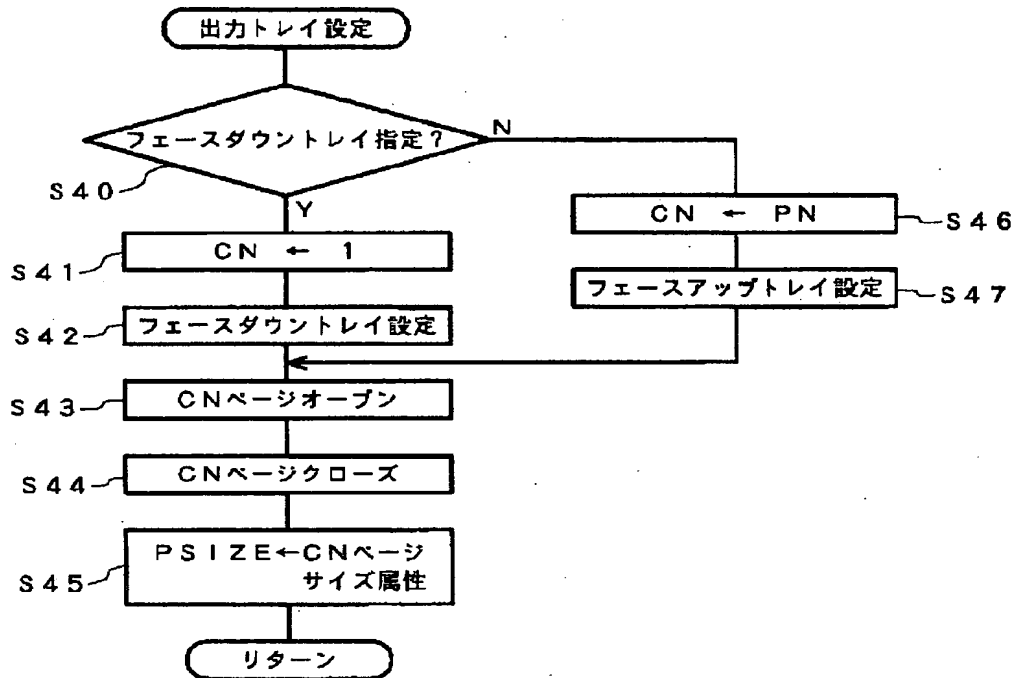 出力トレイ設定
フェースダウントレイ指定？
N
S40
Y
CN ← PN
S46
CN ← 1
S41
フェースアップトレイ設定
S47
フェースダウントレイ設定
S42
CNページオープン
S43
CNページクローズ
S44
PSIZE←CNページ
サイズ属性
S45
リターン